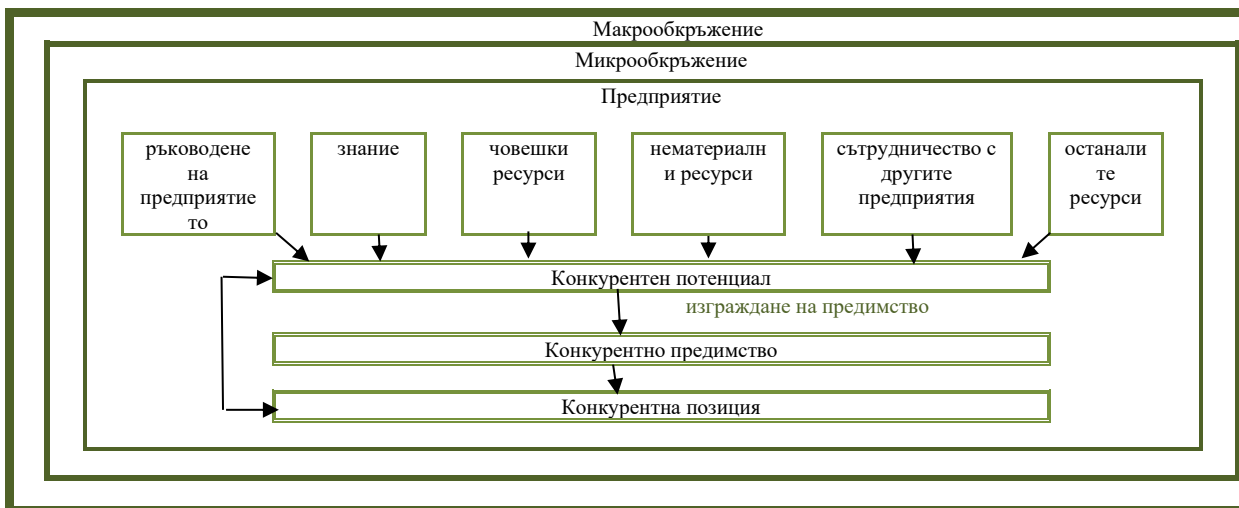 Макрообкръжение
Микрообкръжение
Предприятие
ръководене
на
предприятие
то
знание
човешки
ресурси
нематериалн
и ресурси
сътрудничество с
другите
предприятия
останали
те
ресурси
Конкурентен потенциал
изграждане на предимство
Конкурентно предимство
Конкурентна позиция